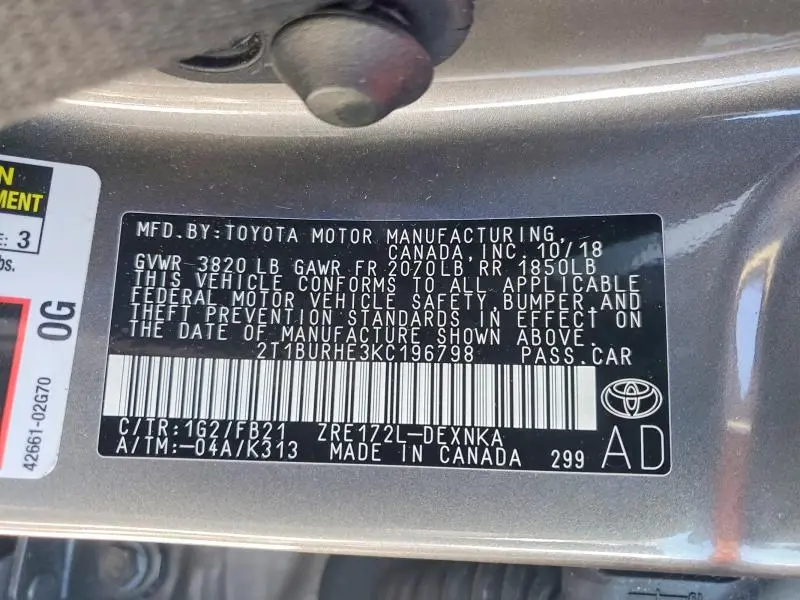 N
MENT
E: 3
bs.
0G
42661-02G70
MFD. BY: TOYOTA MOTOR MANUFACTURING,
CANADA, INC. 10/18
GVWR 3820 LB GAWR FR 2070LB RR 1850LB
THIS VEHICLE CONFORMS TO ALL APPLICABLE
FEDERAL MOTOR VEHICLE SAFETY BUMPER AND
THEFT PREVENTION STANDARDS IN EFFECT ON
THE DATE OF MANUFACTURE SHOWN ABOVE.
2T1BURHE3KC196798 PASS. CAR
C/TR:1G2/FB21 ZRE172L-DEXNKA
A/TM:-04A/K313 MADE IN CANADA 299
AD